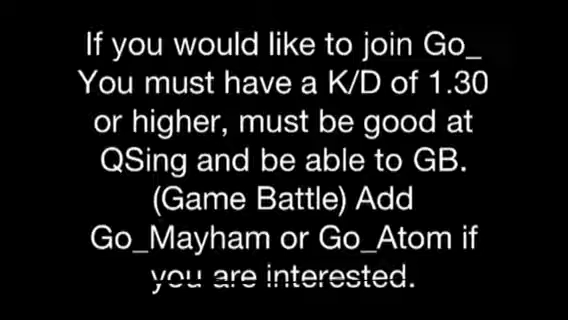 If you would like to join Go_
You must have a K/D of 1.30
or higher, must be good at
QSing and be able to GB.
(Game Battle) Add
Go_Mayham or Go_Atom if
you are interested.